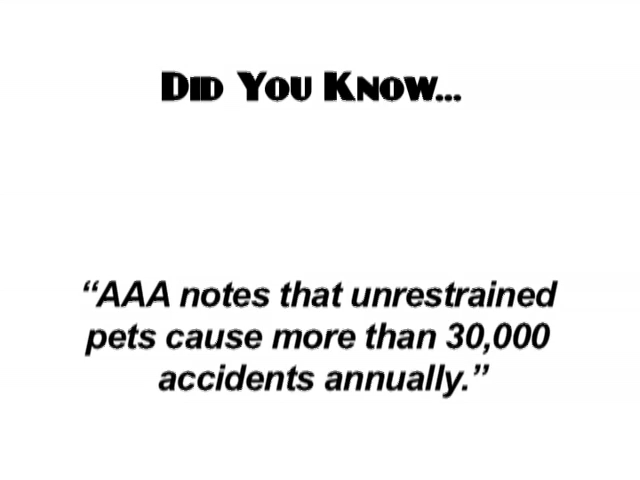 DID YOU KNOW...
“AAA notes that unrestrained
pets cause more than 30,000
accidents annually.”